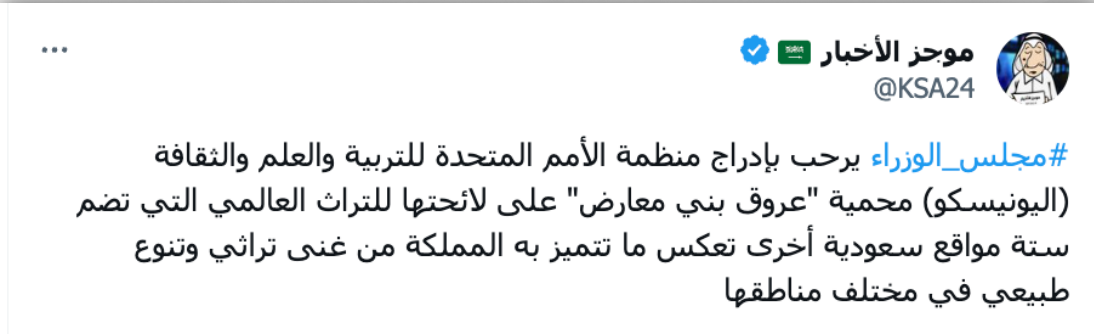 موجز الأخبار
@KSA24
#مجلس_الوزراء يرحب بإدراج منظمة الأمم المتحدة للتربية والعلم والثقافة
(اليونيسكو) محمية "عروق بني معارض" على لائحتها للتراث العالمي التي تضم
ستة مواقع سعودية أخرى تعكس ما تتميز به المملكة من غنى تراثي وتنوع
طبيعي في مختلف مناطقها